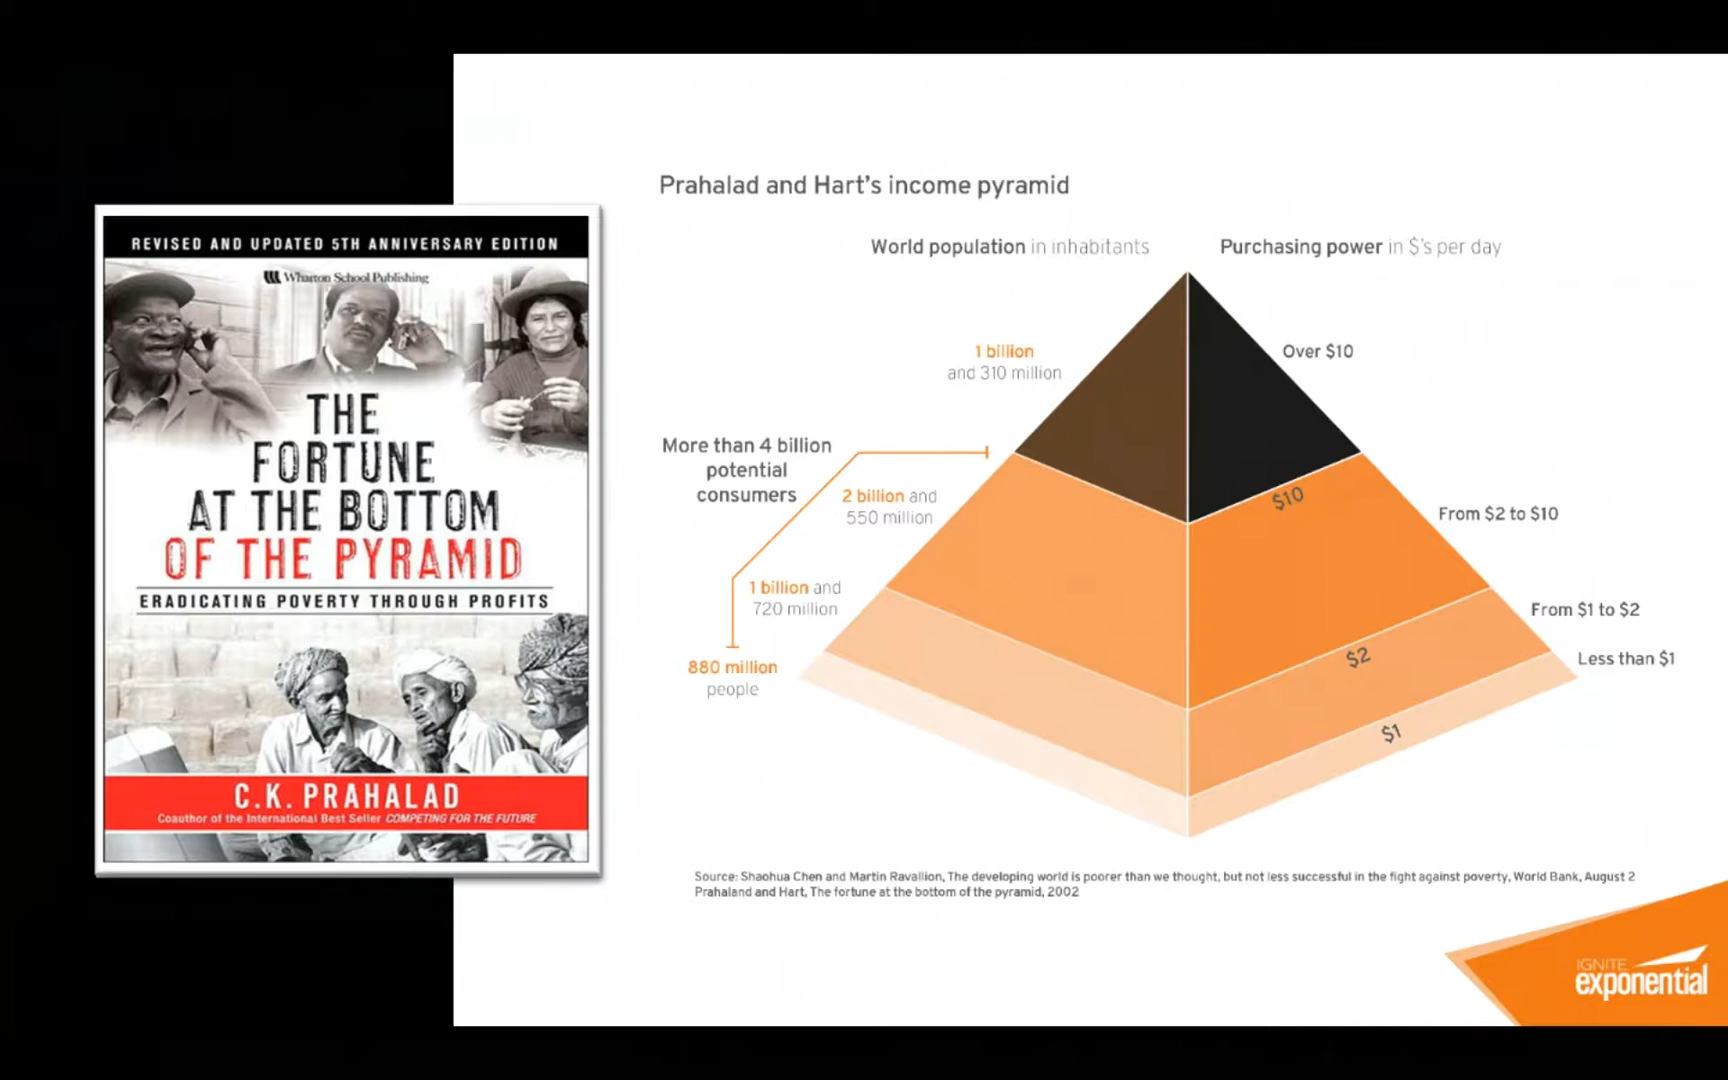 REVISED AND UPDATED 5TH ANNIVERSARY EDITION
Wharton School Publishing
THE
FORTUNE
AT THE BOTTOM
OF THE PYRAMID
ERADICATING POVERTY THROUGH PROFITS
C.K. PRAHALAD
Coauthor of the International Best Seller COMPETING FOR THE FUTURE
Prahalad and Hart's income pyramid
World population in inhabitants
Purchasing power in $'s per day
1 billion
and 310 million
Over $10
More than 4 billion
potential
consumers
2 billion and
550 million
$10
From $2 to $10
1 billion and
720 million
$2
From $1 to $2
880 million
people
$1
Less than $1
Source: Shaohua Chen and Martin Ravallion, The developing world is poorer than we thought, but not less successful in the fight against poverty, World Bank, August 2
Prahaland and Hart, The fortune at the bottom of the pyramid, 2002
IGNITE
exponential